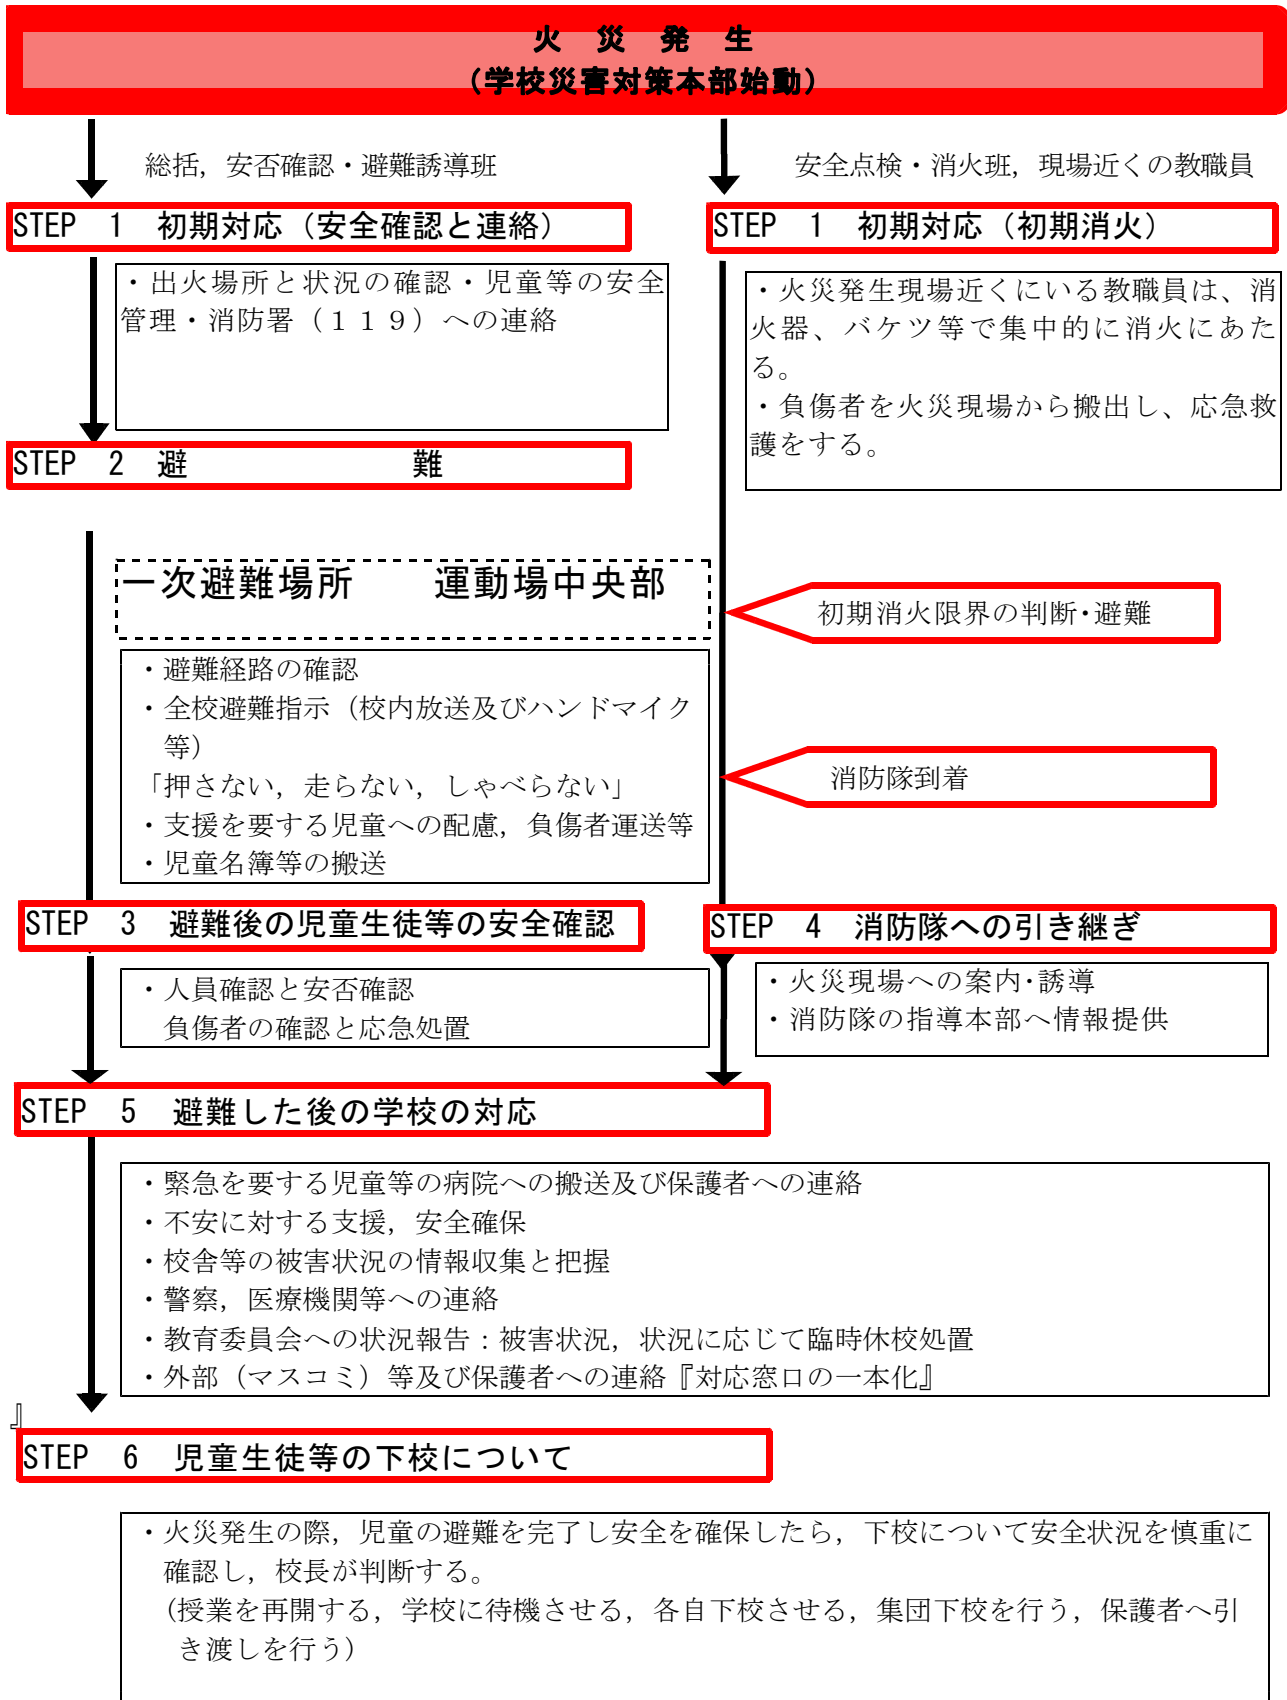 火　災　発　生
（学校災害対策本部始動）
総括，安否確認・避難誘導班
安全点検・消火班，現場近くの教職員
STEP　1　初期対応（安全確認と連絡）
・出火場所と状況の確認・児童等の安全
管理・消防署（１１９）への連絡
STEP　1　初期対応（初期消火）
・火災発生現場近くにいる教職員は、消
火器、バケツ等で集中的に消火にあた
る。
・負傷者を火災現場から搬出し、応急救
護をする。
STEP　2　避　　　　　　　難
一次避難場所　　運動場中央部
初期消火限界の判断・避難
・避難経路の確認
・全校避難指示（校内放送及びハンドマイク
等）
「押さない，走らない，しゃべらない」
・支援を要する児童への配慮，負傷者運送等
・児童名簿等の搬送
消防隊到着
STEP　3　避難後の児童生徒等の安全確認
・人員確認と安否確認
負傷者の確認と応急処置
STEP　4　消防隊への引き継ぎ
・火災現場への案内・誘導
・消防隊の指導本部へ情報提供
STEP　5　避難した後の学校の対応
・緊急を要する児童等の病院への搬送及び保護者への連絡
・不安に対する支援，安全確保
・校舎等の被害状況の情報収集と把握
・警察，医療機関等への連絡
・教育委員会への状況報告：被害状況，状況に応じて臨時休校処置
・外部（マスコミ）等及び保護者への連絡『対応窓口の一本化』
』
STEP　6　児童生徒等の下校について
・火災発生の際，児童の避難を完了し安全を確保したら，下校について安全状況を慎重に
確認し，校長が判断する。
（授業を再開する，学校に待機させる，各自下校させる，集団下校を行う，保護者へ引
き渡しを行う）